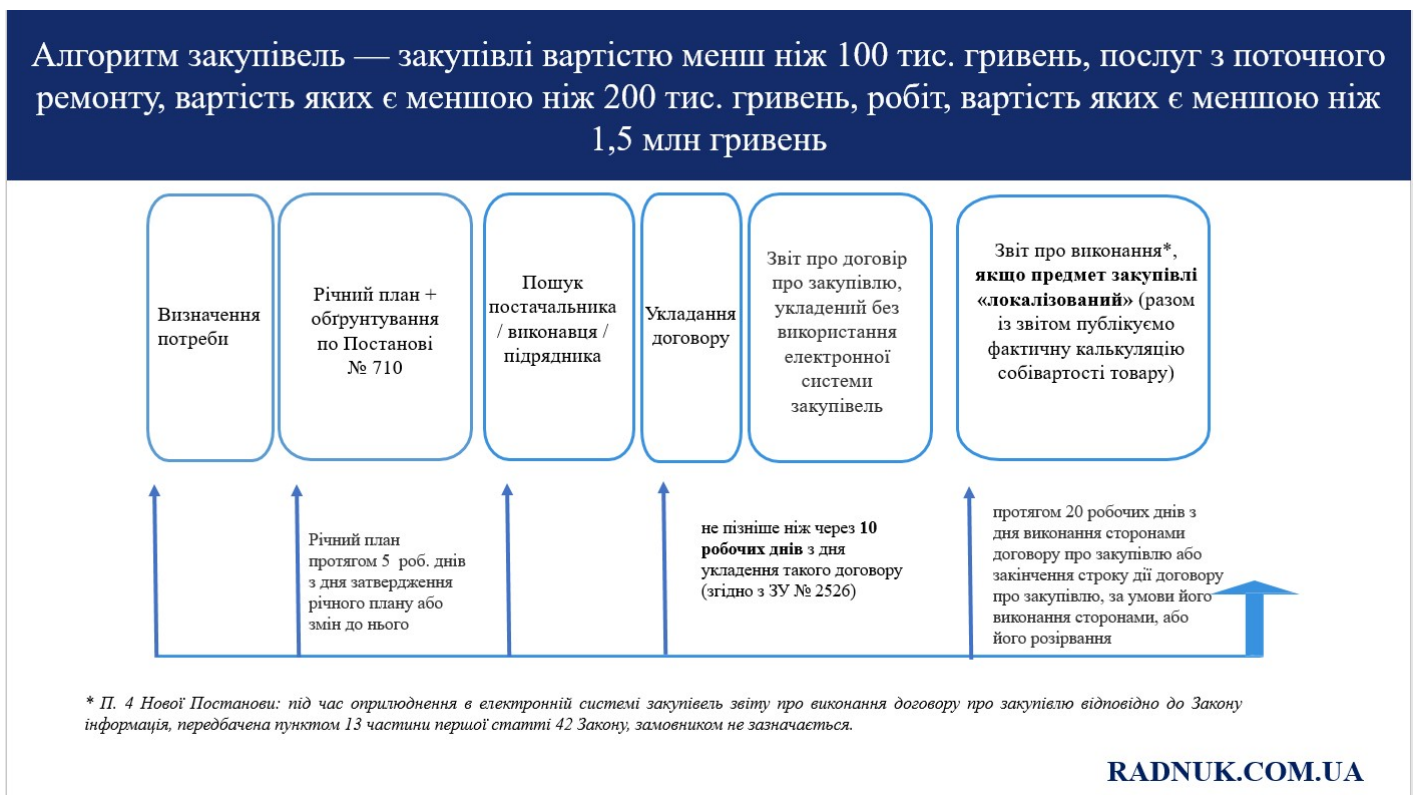 Алгоритм закупівель — закупівлі вартістю менш ніж 100 тис. гривень, послуг з поточного
ремонту, вартість яких є меншою ніж 200 тис. гривень, робіт, вартість яких є меншою ніж
1,5 млн гривень
Визначення
потреби
Річний план +
обґрунтування
по Постанові
№ 710
Пошук
постачальника
/ виконавця /
підрядника
Укладання
договору
Звіт про договір
про закупівлю,
укладений без
використання
електронної
системи
закупівель
Звіт про виконання*,
якщо предмет закупівлі
«локалізований» (разом
із звітом публікуємо
фактичну калькуляцію
собівартості товару)
Річний план
протягом 5 роб. днів
з дня затвердження
річного плану або
змін до нього
не пізніше ніж через 10
робочих днів з дня
укладення такого договору
(згідно з ЗУ № 2526)
протягом 20 робочих днів з
дня виконання сторонами
договору про закупівлю або
закінчення строку дії договору
про закупівлю, за умови його
виконання сторонами, або
його розірвання
* П. 4 Нової Постанови: під час оприлюднення в електронній системі закупівель звіту про виконання договору про закупівлю відповідно до Закону
інформація, передбачена пунктом 13 частини першої статті 42 Закону, замовником не зазначається.
RADNUK.COM.UA